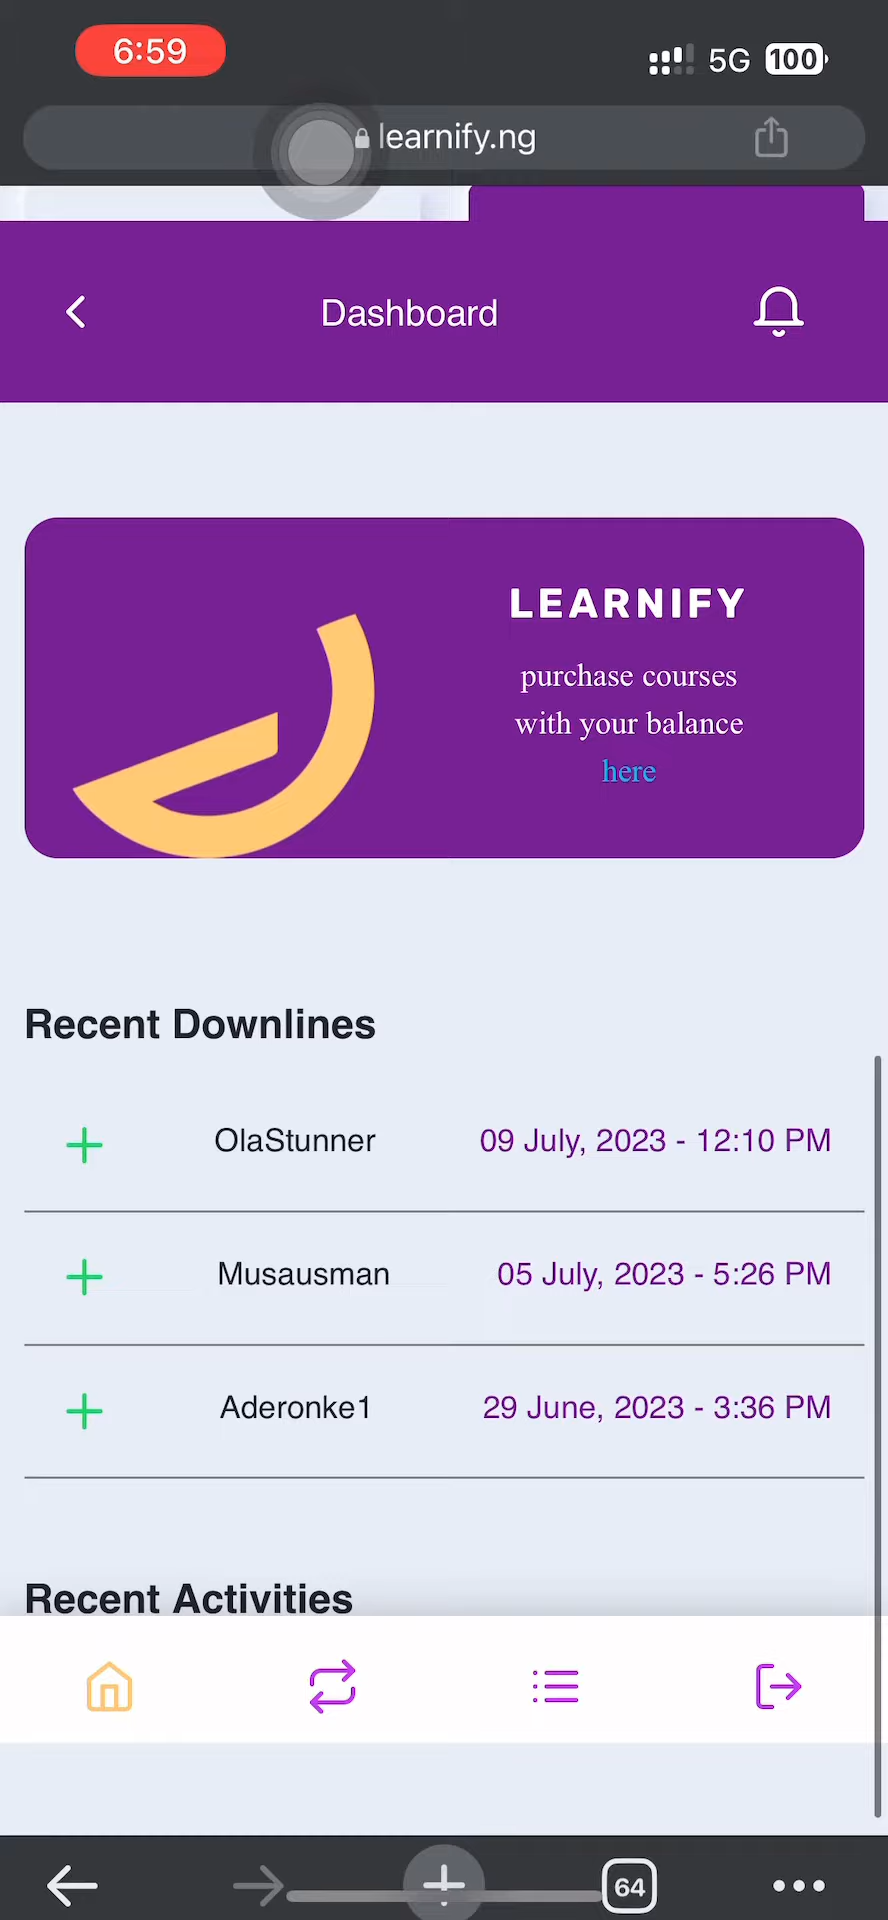 6:59
5G 100
learnify.ng
Dashboard
LEARNIFY
purchase courses
with your balance
here
Recent Downlines
OlaStunner 09 July, 2023 - 12:10 PM
Musausman 05 July, 2023 - 5:26 PM
Aderonke1 29 June, 2023 - 3:36 PM
Recent Activities
64